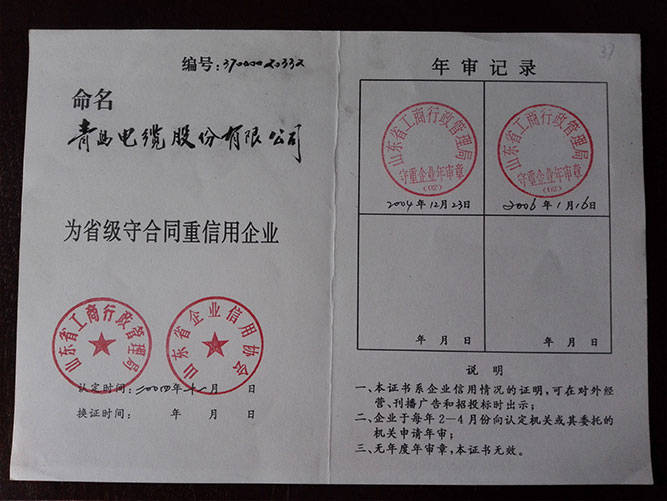 编号:37000020332
命名
青岛电缆股份有限公司
为省级守合同重信用企业
山东省工商行政管理局
山东省企业信用协会
认定时间:二〇〇四年十一月 日
换证时间: 年 月 日
37
年审记录
山东省工商行政管理局
守重企业年审章
(02)
2004年12月23日
山东省工商行政管理局
守重企业年审章
(02)
2006年1月16日
年 月 日
年 月 日
说 明
一、本证书系企业信用情况的证明,可在对外经
营、刊播广告和招投标时出示;
二、企业于每年2-4月份向认定机关或其委托的
机关申请年审;
三、无年度年审章,本证书无效。